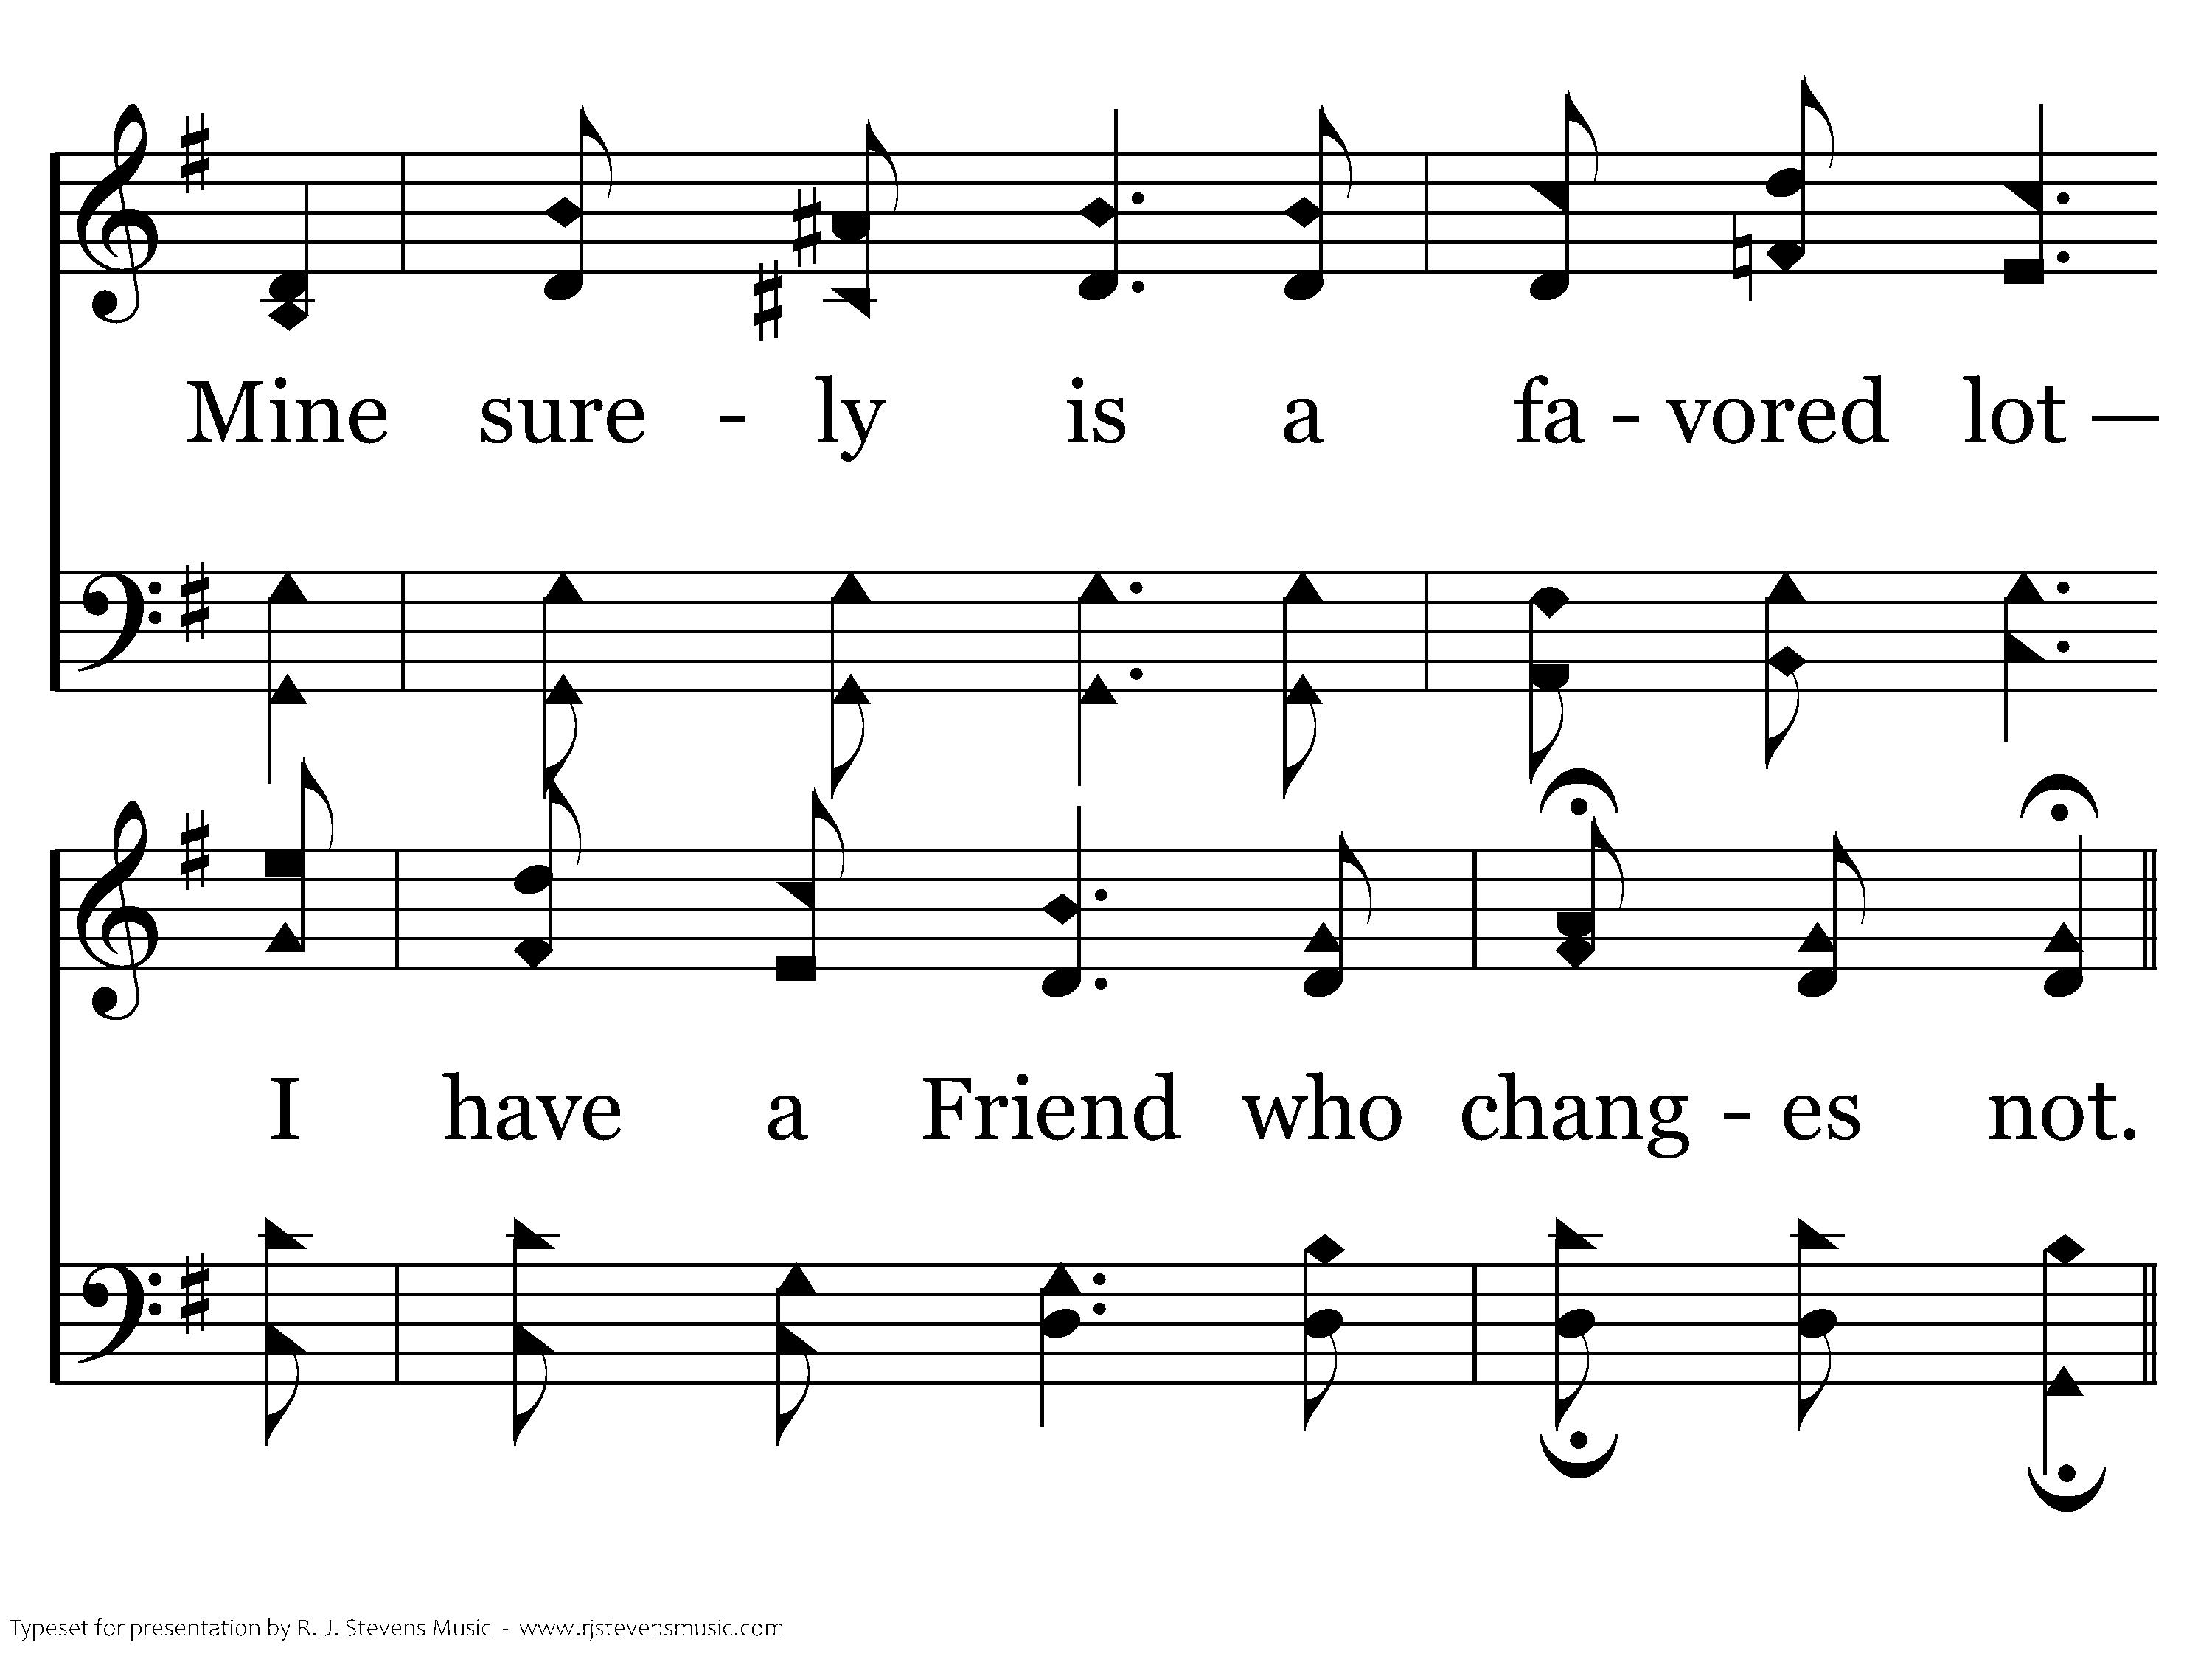 Mine sure - ly is a fa - vored lot —
I have a Friend who chang - es not.
Typeset for presentation by R. J. Stevens Music - www.rjstevensmusic.com